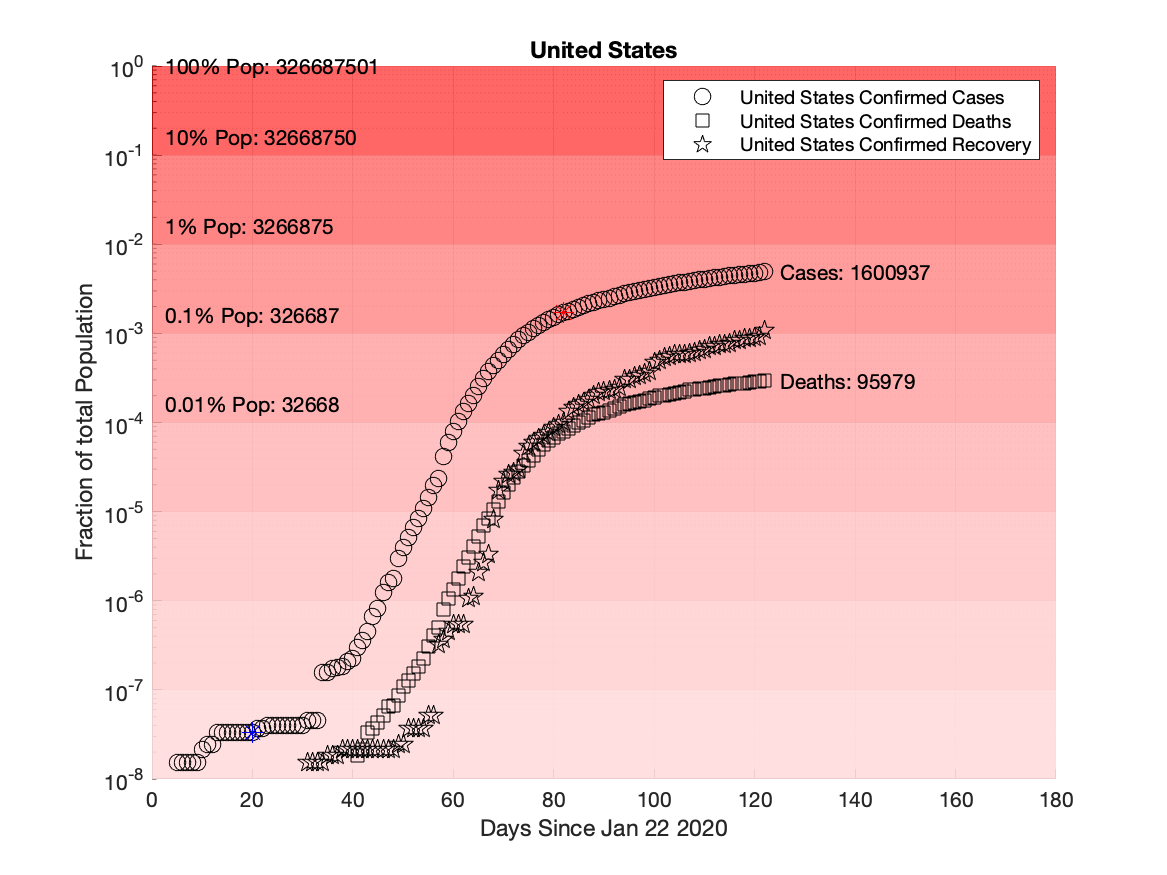 United States
10^0
100% Pop: 326687501
United States Confirmed Cases
United States Confirmed Deaths
United States Confirmed Recovery
10% Pop: 32668750
10^-1
1% Pop: 3266875
10^-2
Cases: 1600937
0.1% Pop: 326687
10^-3
Deaths: 95979
0.01% Pop: 32668
10^-4
10^-5
10^-6
10^-7
10^-8
Fraction of total Population
0 20 40 60 80 100 120 140 160 180
Days Since Jan 22 2020